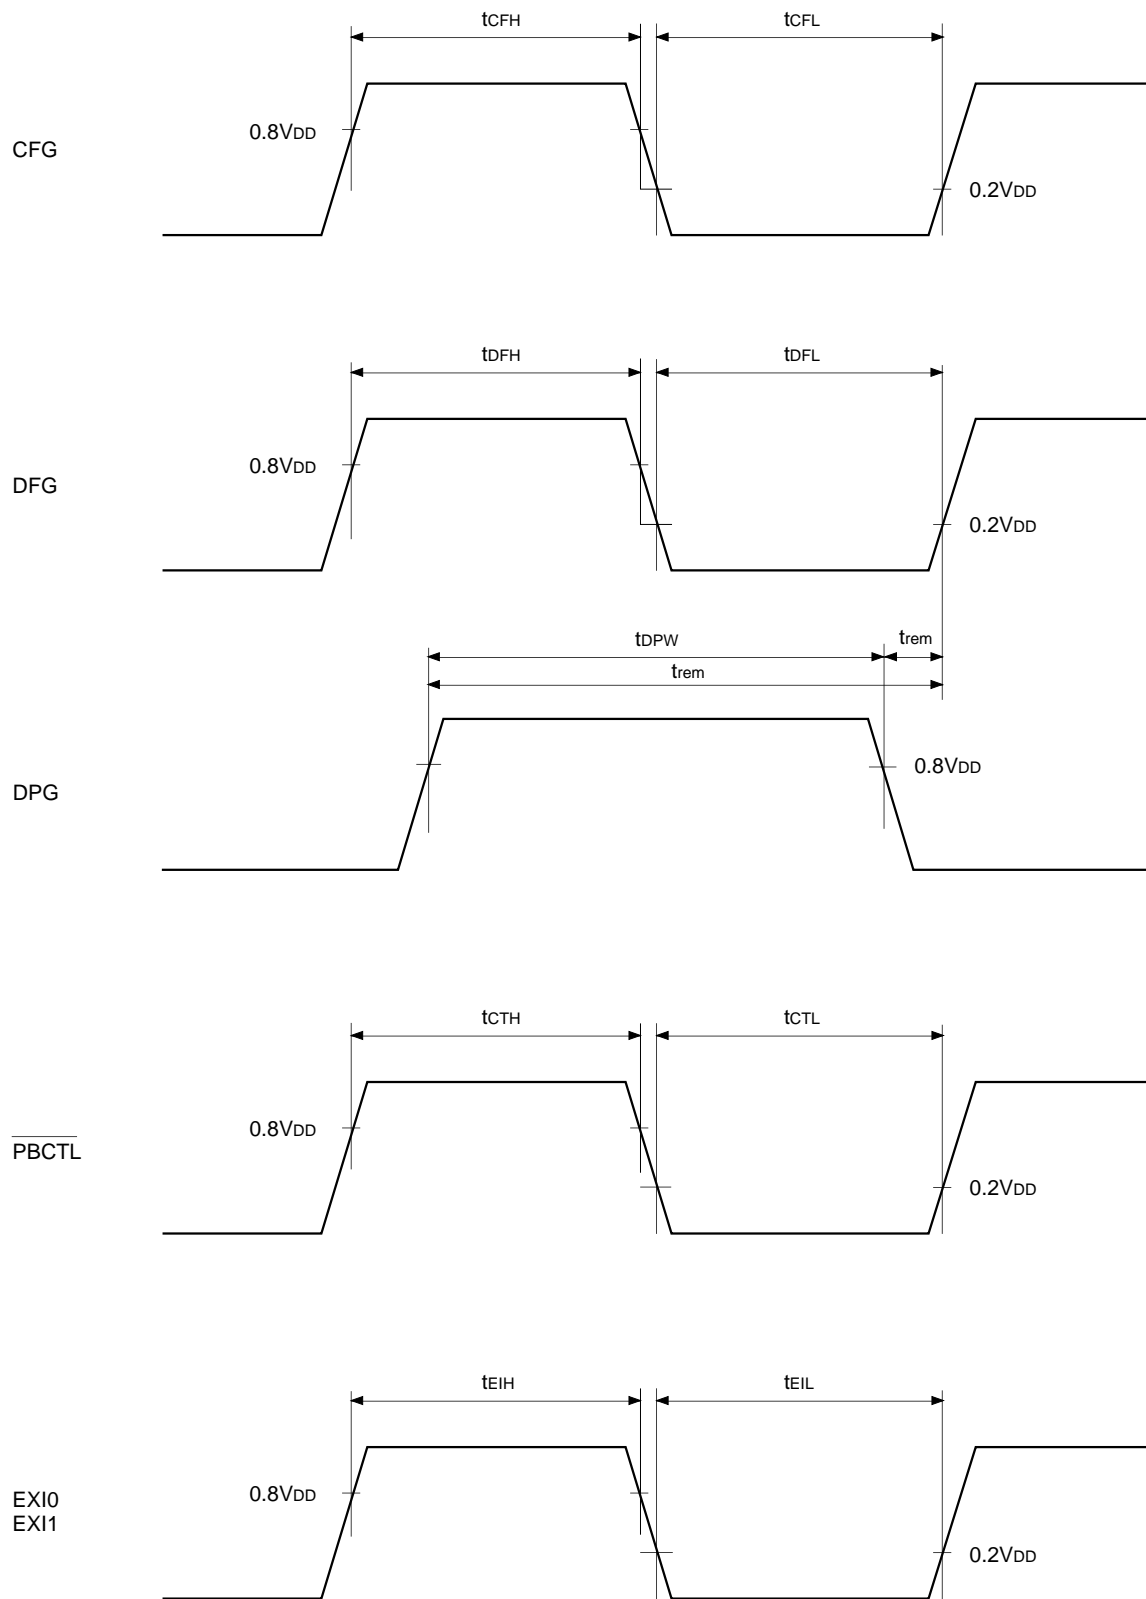 tCFH
tCFL
CFG
0.8VDD
0.2VDD
tDFH
tDFL
DFG
0.8VDD
0.2VDD
tDPW
trem
trem
DPG
0.8VDD
tCTH
tCTL
PBCTL
0.8VDD
0.2VDD
tEIH
tEIL
EXI0
EXI1
0.8VDD
0.2VDD